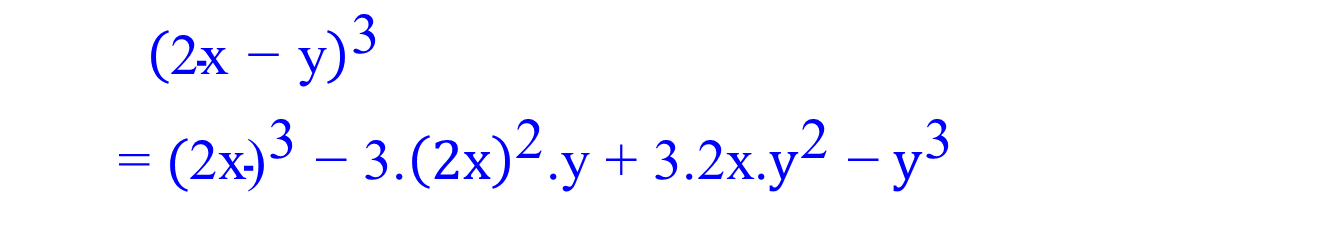 (2x − y)³
= (2x)³ − 3.(2x)².y + 3.2x.y² − y³